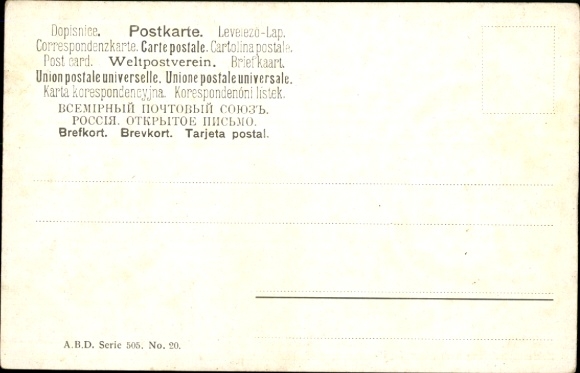 Dopisnice. Postkarte. Levelező-Lap.
Correspondenzkarte. Carte postale. Cartolina postale.
Post card. Weltpostverein. Briefkaart.
Union postale universelle. Unione postale universale.
Karta korespondencyjna. Korespondenční lístek.
ВСЕМІРНЫЙ ПОЧТОВЫЙ СОЮЗЪ.
РОССІЯ. ОТКРЫТОЕ ПИСЬМО.
Brefkort. Brevkort. Tarjeta postal.
A.B.D. Serie 505. No. 20.